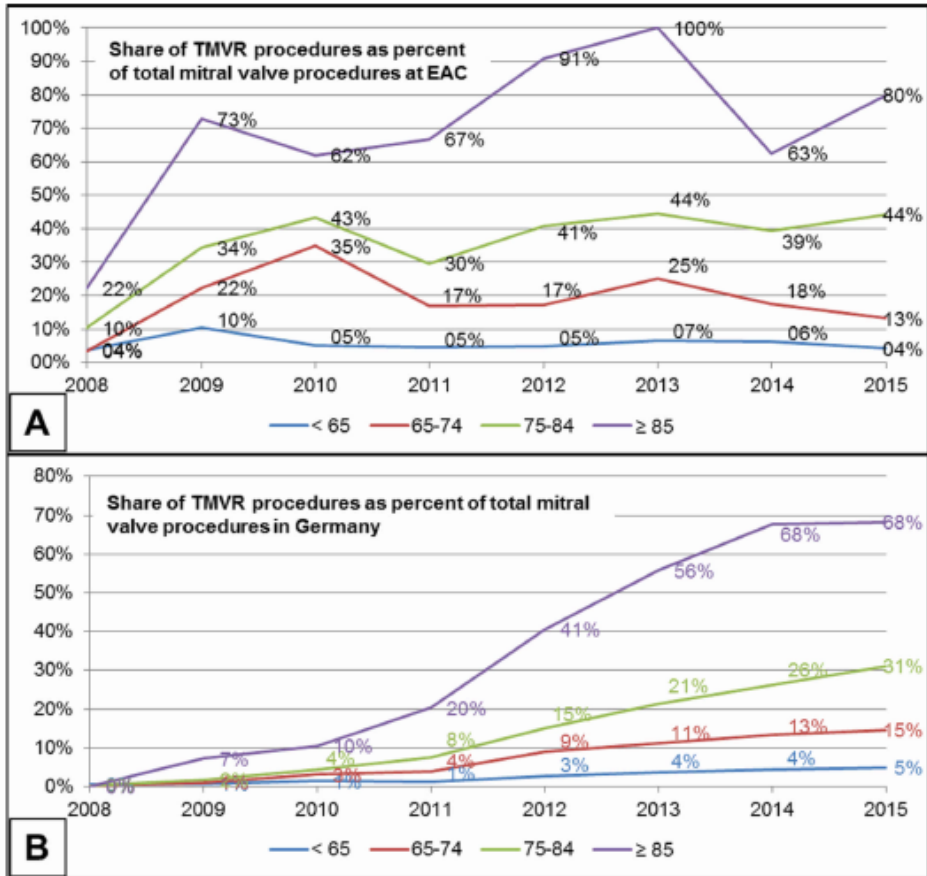 100%
90%
80%
70%
60%
50%
40%
30%
20%
10%
00%
Share of TMVR procedures as percent
of total mitral valve procedures at EAC
22% 73% 62% 67% 91% 100% 63% 80%
10% 34% 43% 30% 41% 44% 39% 44%
04% 22% 35% 17% 17% 25% 18% 13%
10% 05% 05% 05% 07% 06% 04%
2008 2009 2010 2011 2012 2013 2014 2015
A
< 65 65-74 75-84 ≥ 85
80%
70%
60%
50%
40%
30%
20%
10%
0%
Share of TMVR procedures as percent of total mitral
valve procedures in Germany
0% 7% 10% 20% 41% 56% 68% 68%
4% 8% 15% 21% 26% 31%
4% 9% 11% 13% 15%
1% 1% 3% 4% 4% 5%
2008 2009 2010 2011 2012 2013 2014 2015
B
< 65 65-74 75-84 ≥ 85